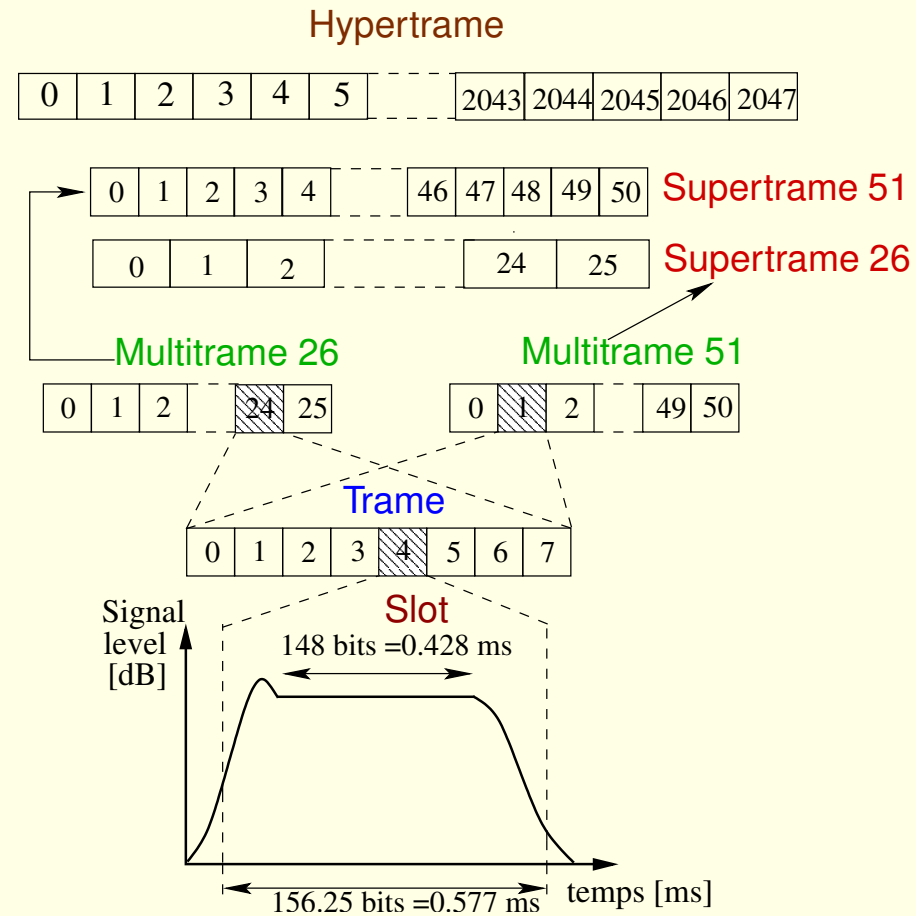 Hypertrame
0 1 2 3 4 5 2043 2044 2045 2046 2047
0 1 2 3 4 46 47 48 49 50 Supertrame 51
0 1 2 24 25 Supertrame 26
Multitrame 26 Multitrame 51
0 1 2 24 25 0 1 2 49 50
Trame
0 1 2 3 4 5 6 7
Slot
Signal
level
[dB]
148 bits =0.428 ms
156.25 bits =0.577 ms
temps [ms]